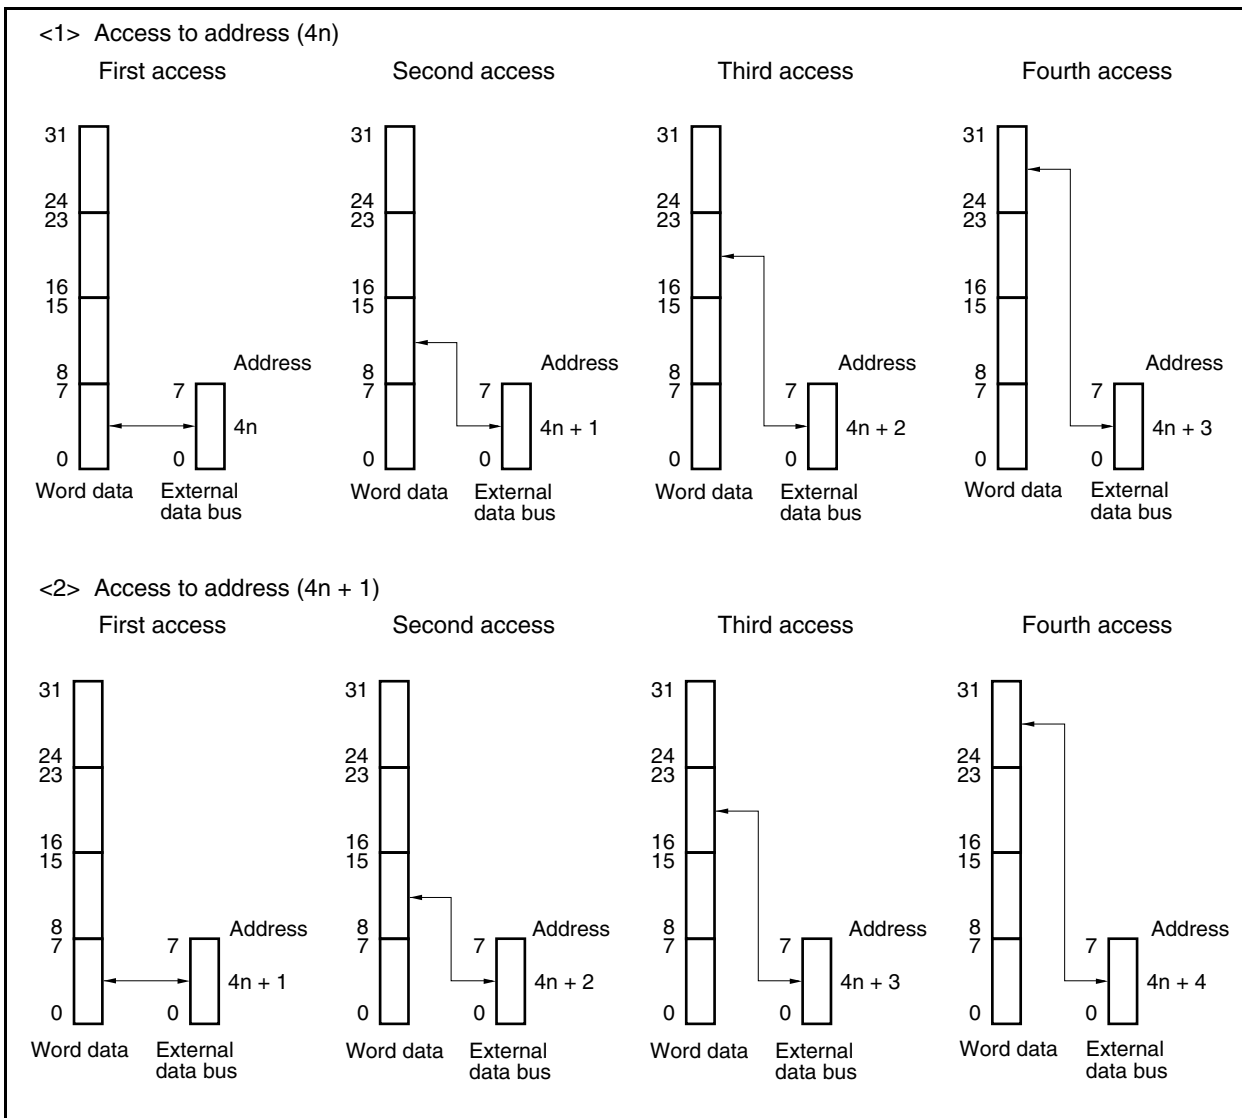 <1> Access to address (4n)
First access Second access Third access Fourth access
31 31 31 31
24 24 24 24
23 23 23 23
16 16 16 16
15 15 15 15
Address Address Address Address
8 8 8 8
7 7 7 7 7 7 7 7
4n 4n + 1 4n + 2 4n + 3
0 0 0 0 0 0 0 0
Word data External Word data External Word data External Word data External
data bus data bus data bus data bus
<2> Access to address (4n + 1)
First access Second access Third access Fourth access
31 31 31 31
24 24 24 24
23 23 23 23
16 16 16 16
15 15 15 15
8 Address 8 Address 8 Address 8 Address
7 7 7 7 7 7 7 7
4n + 1 4n + 2 4n + 3 4n + 4
0 0 0 0 0 0 0 0
Word data External Word data External Word data External Word data External
data bus data bus data bus data bus